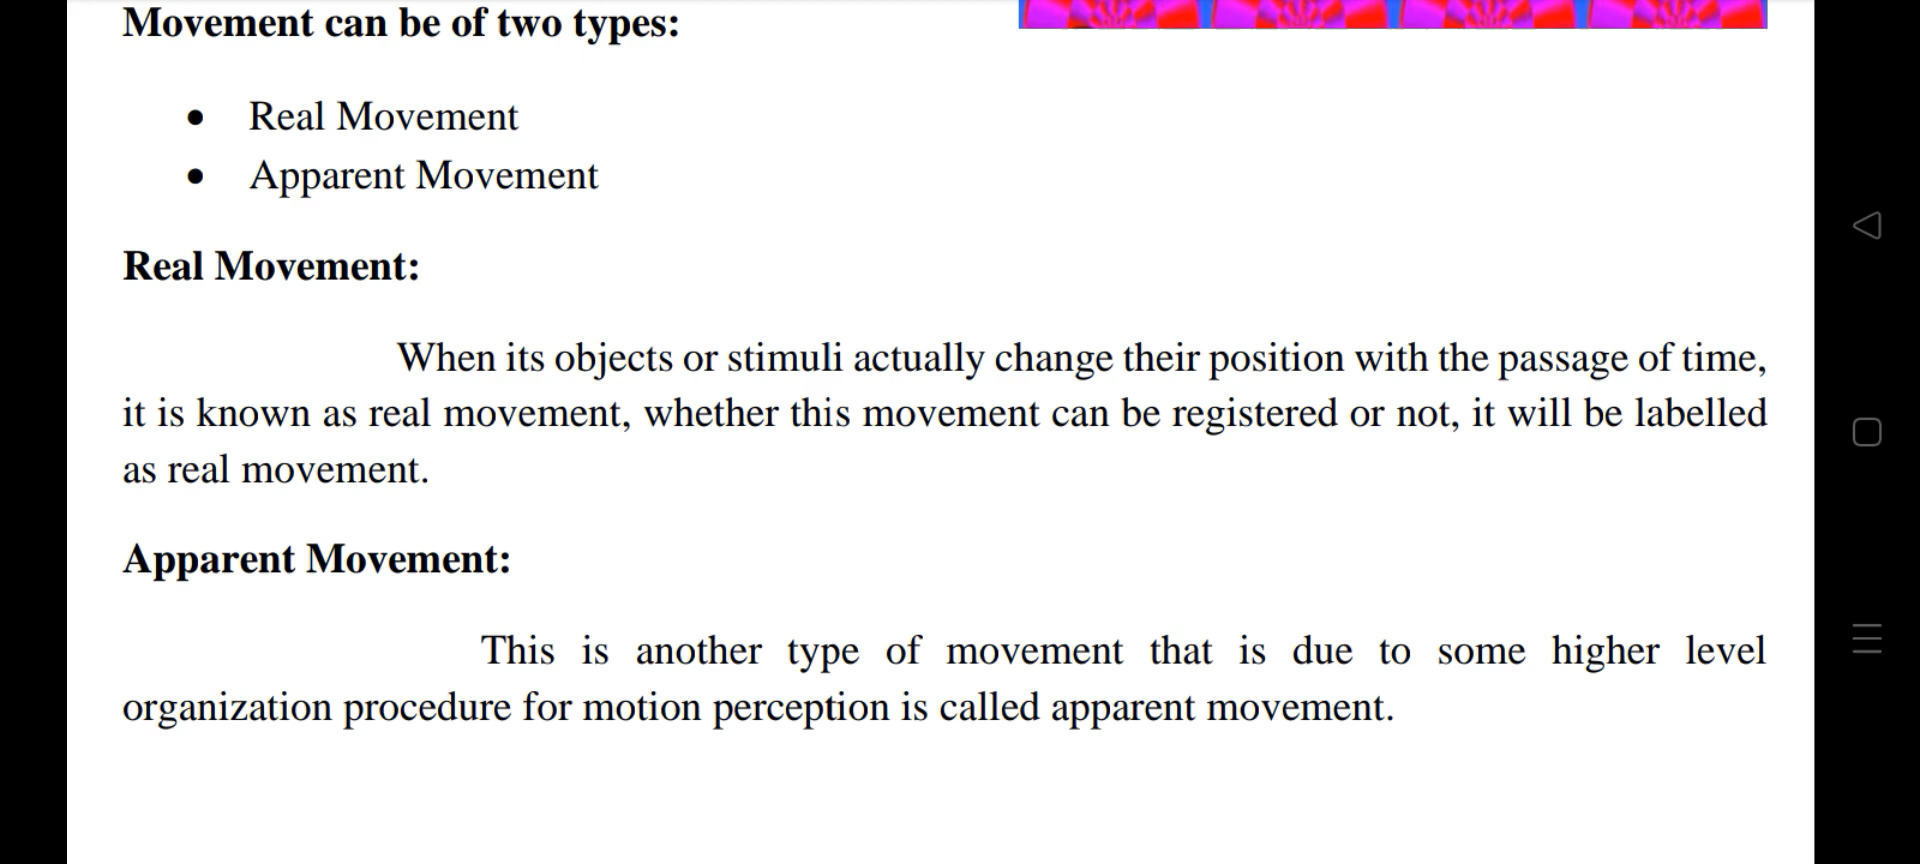 Movement can be of two types:
• Real Movement
• Apparent Movement
Real Movement:
When its objects or stimuli actually change their position with the passage of time,
it is known as real movement, whether this movement can be registered or not, it will be labelled
as real movement.
Apparent Movement:
This is another type of movement that is due to some higher level
organization procedure for motion perception is called apparent movement.